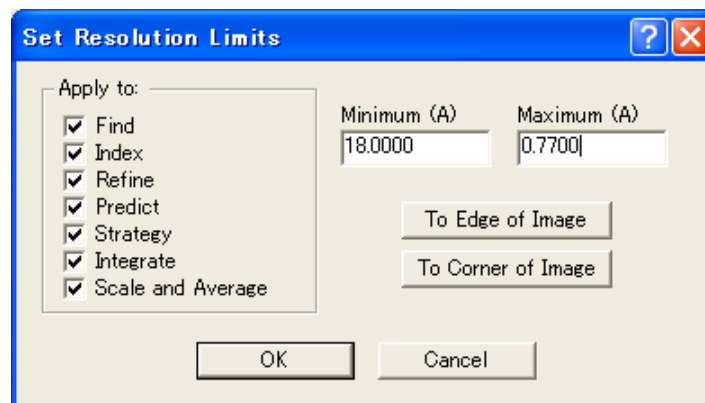 Set Resolution Limits
?
Apply to:
Find
Index
Refine
Predict
Strategy
Integrate
Scale and Average
Minimum (A)
Maximum (A)
18.0000
0.7700
To Edge of Image
To Corner of Image
OK
Cancel